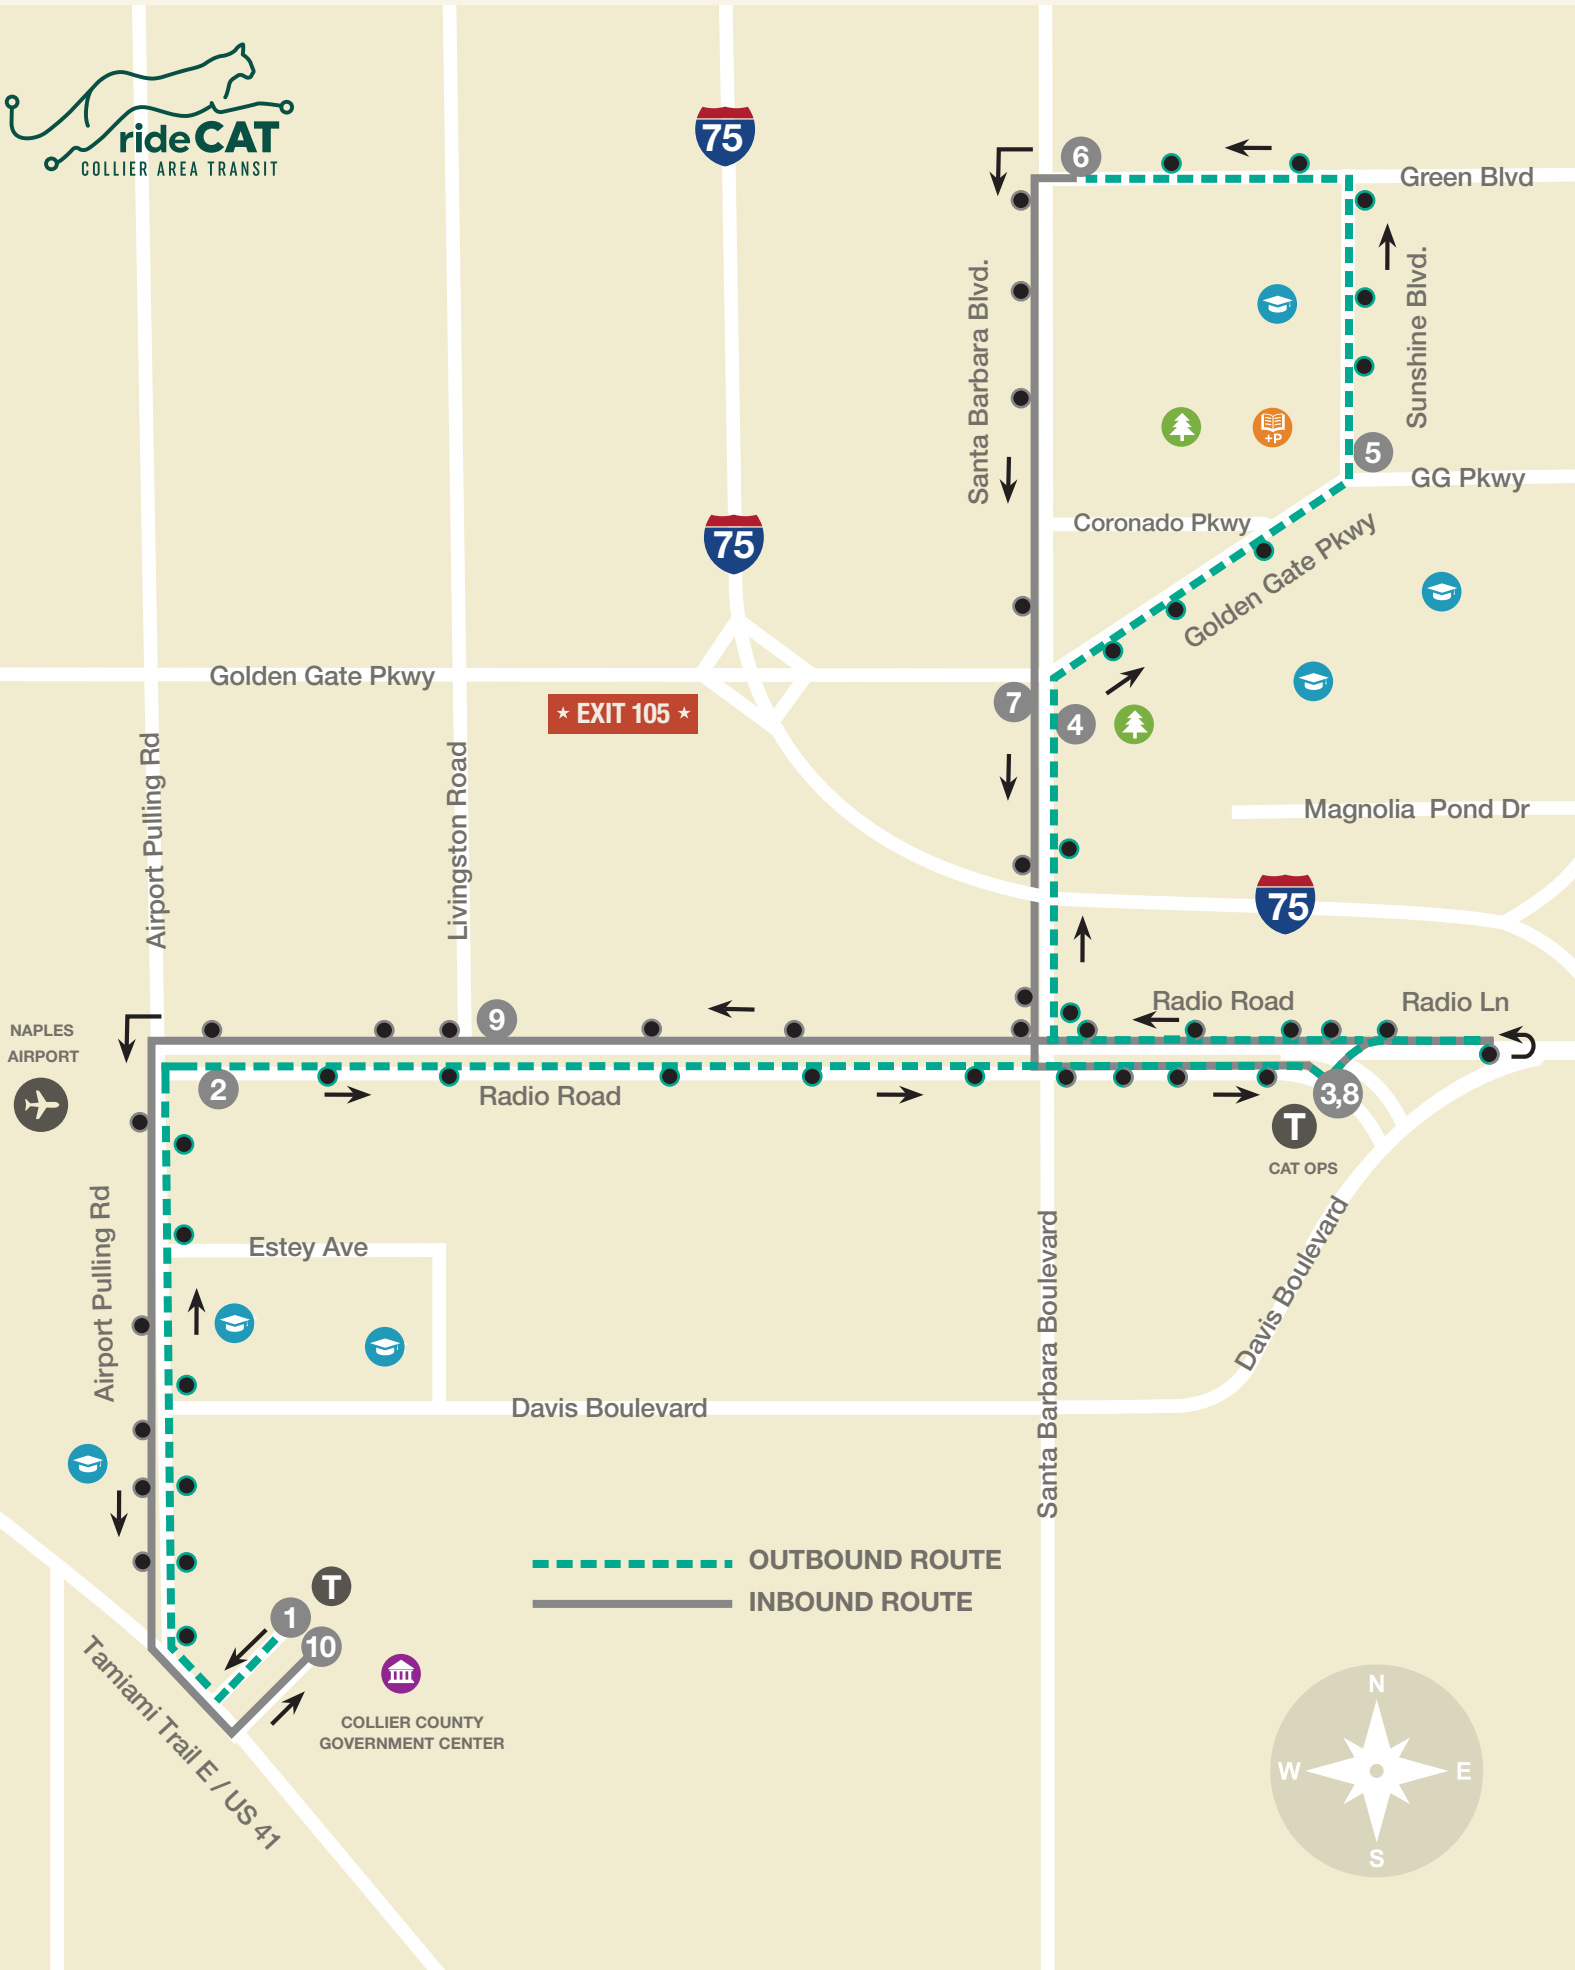 rideCAT
COLLIER AREA TRANSIT
75
6
Green Blvd
Santa Barbara Blvd.
Sunshine Blvd.
+P
5
GG Pkwy
75
Coronado Pkwy
Golden Gate Pkwy
Golden Gate Pkwy
★ EXIT 105 ★
7
4
Airport Pulling Rd
Livingston Road
Magnolia Pond Dr
75
Radio Road
Radio Ln
9
NAPLES
AIRPORT
2
Radio Road
3,8
T
CAT OPS
Airport Pulling Rd
Estey Ave
Santa Barbara Boulevard
Davis Boulevard
Davis Boulevard
OUTBOUND ROUTE
INBOUND ROUTE
T
1
10
COLLIER COUNTY
GOVERNMENT CENTER
Tamiami Trail E / US 41
N
W
E
S